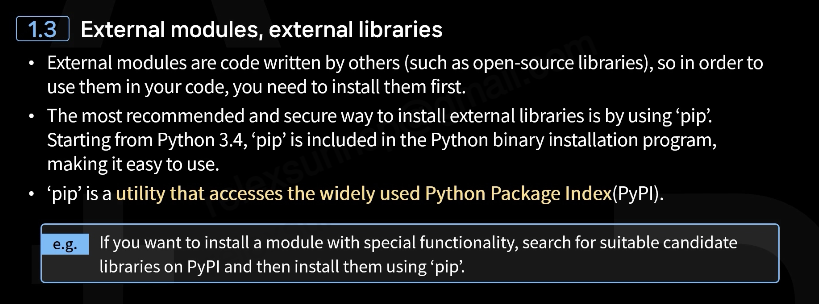 1.3 External modules, external libraries
• External modules are code written by others (such as open-source libraries), so in order to
use them in your code, you need to install them first.
• The most recommended and secure way to install external libraries is by using ‘pip’.
Starting from Python 3.4, ‘pip’ is included in the Python binary installation program,
making it easy to use.
• ‘pip’ is a utility that accesses the widely used Python Package Index(PyPI).
e.g. If you want to install a module with special functionality, search for suitable candidate
libraries on PyPI and then install them using ‘pip’.